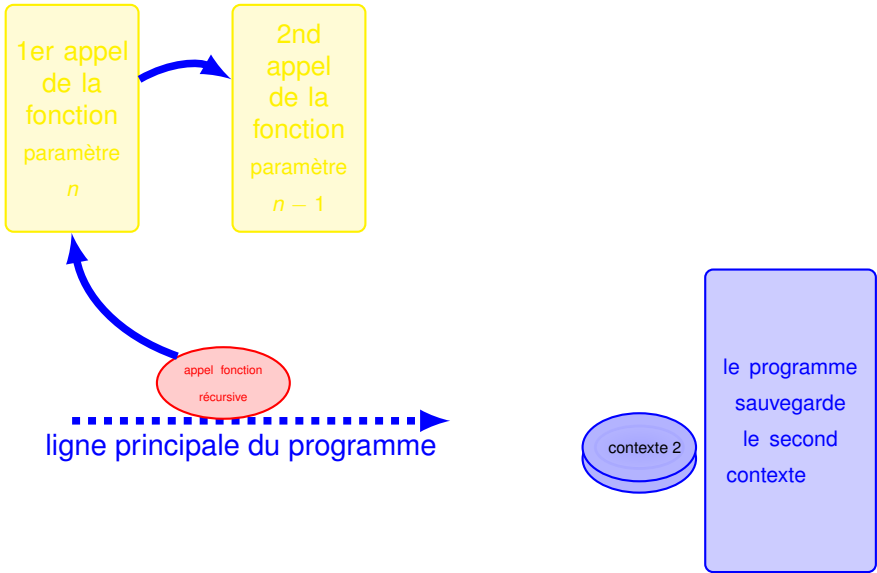 1er appel
de la
fonction
paramètre
n
2nd
appel
de la
fonction
paramètre
n − 1
appel fonction
récursive
ligne principale du programme
contexte 2
le programme
sauvegarde
le second
contexte